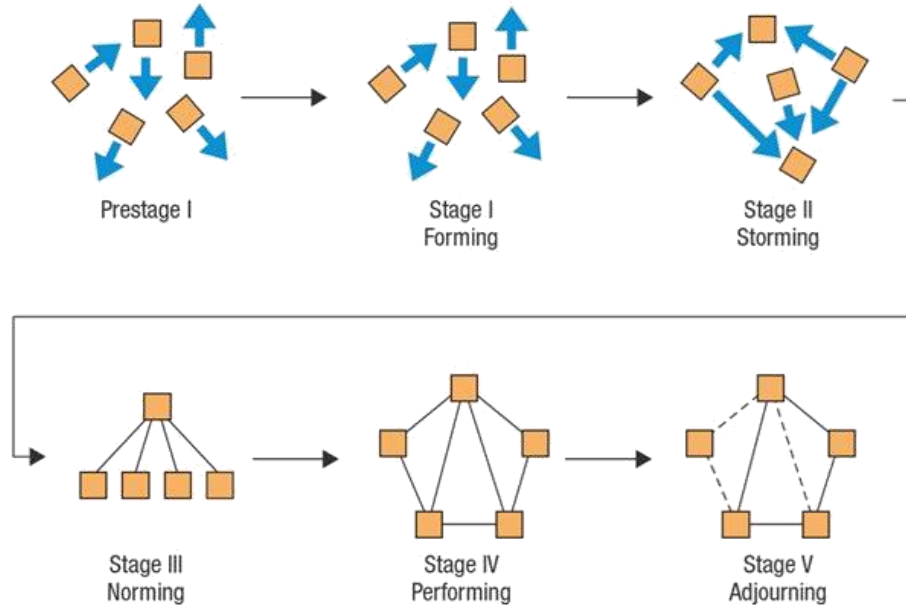 Prestage I
Stage I
Forming
Stage II
Storming
Stage III
Norming
Stage IV
Performing
Stage V
Adjourning